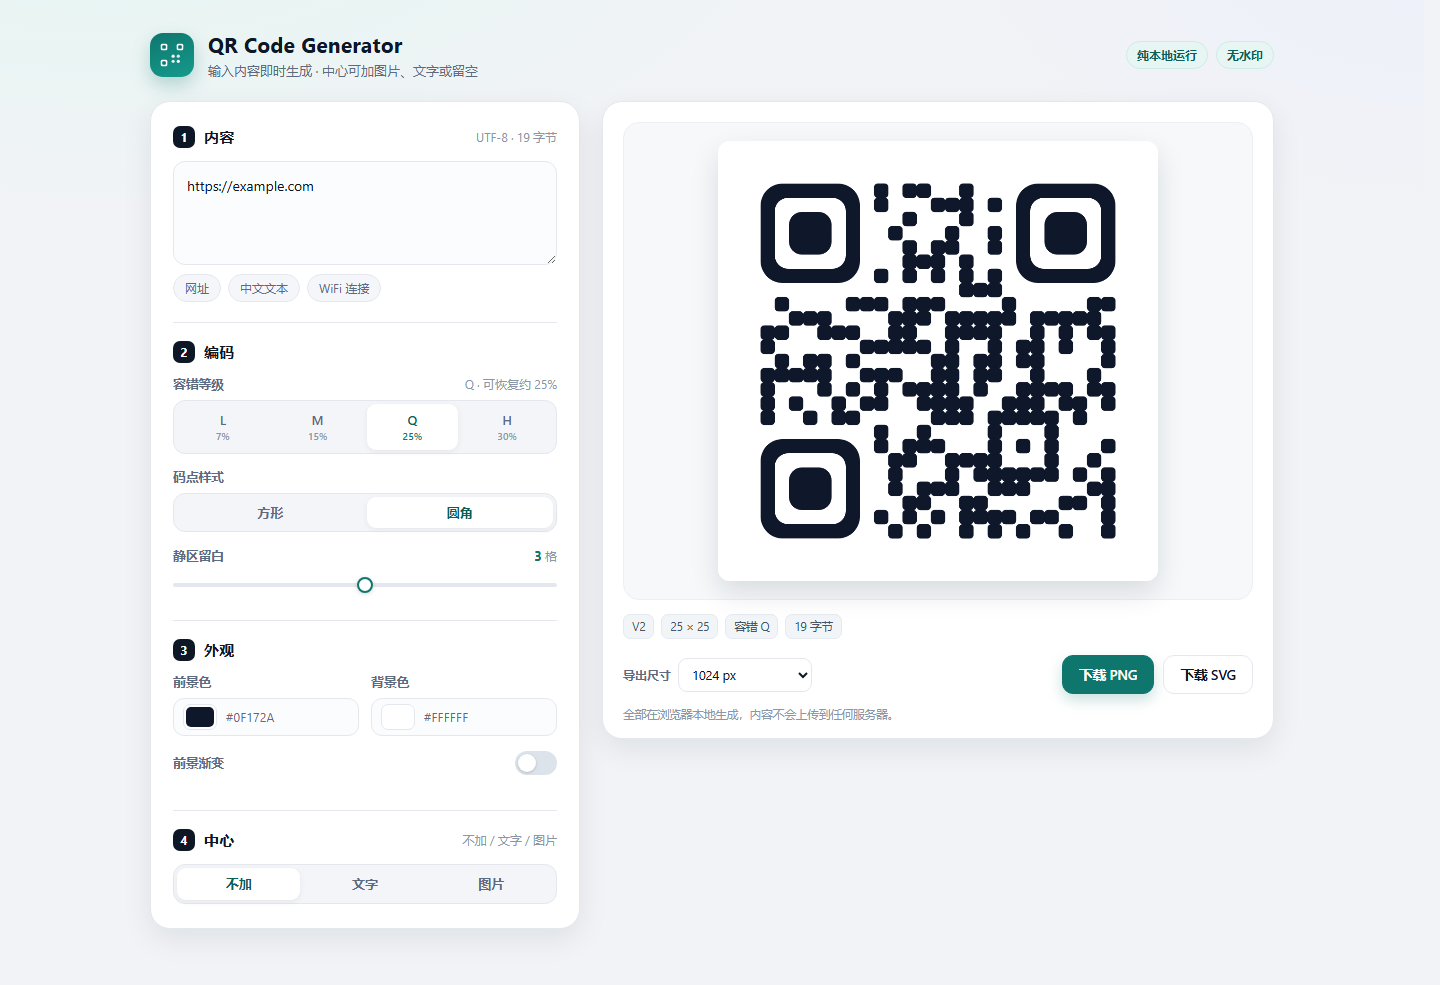 QR Code Generator
输入内容即时生成 · 中心可加图片、文字或留空
纯本地运行
无水印
1 内容
UTF-8 · 19 字节
https://example.com
网址
中文文本
WiFi 连接
2 编码
容错等级
Q · 可恢复约 25%
L
M
Q
H
7%
15%
25%
30%
码点样式
方形
圆角
静区留白
3 格
3 外观
前景色
背景色
#0F172A
#FFFFFF
前景渐变
4 中心
不加 / 文字 / 图片
不加
文字
图片
V2
25 × 25
容错 Q
19 字节
导出尺寸
1024 px
下载 PNG
下载 SVG
全部在浏览器本地生成，内容不会上传到任何服务器。